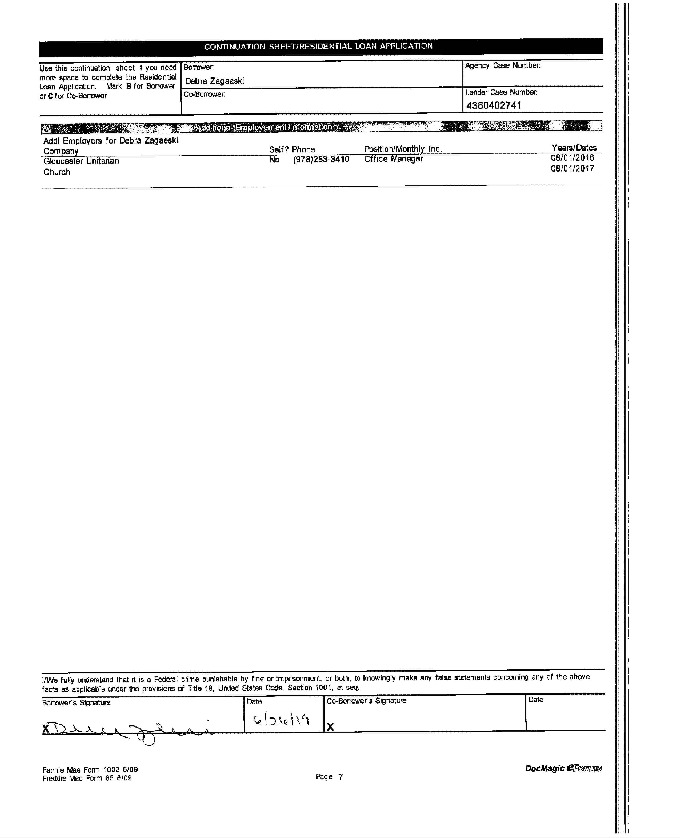 CONTINUATION SHEET/RESIDENTIAL LOAN APPLICATION
Use this continuation sheet if you need
more space to complete the Residential
Loan Application. Mark B for Borrower
or C for Co-Borrower.
Borrower:
Debra Zagaeski
Co-Borrower:
Agency Case Number:
Lender Case Number:
4360402741
Additional Employment Information
Addl Employers for Debra Zagaeski
Company Self? Phone Position/Monthly Inc. Years/Dates
Gloucester Unitarian No (978)283-3410 Office Manager 08/01/2016
Church 08/01/2017
I/We fully understand that it is a Federal crime punishable by fine or imprisonment, or both, to knowingly make any false statements concerning any of the above
facts as applicable under the provisions of Title 18, United States Code, Section 1001, et seq.
Borrower's Signature Date Co-Borrower's Signature Date
X 6/26/19 X
Fannie Mae Form 1003 6/09
Freddie Mac Form 65 6/09
Page 7
DocMagic